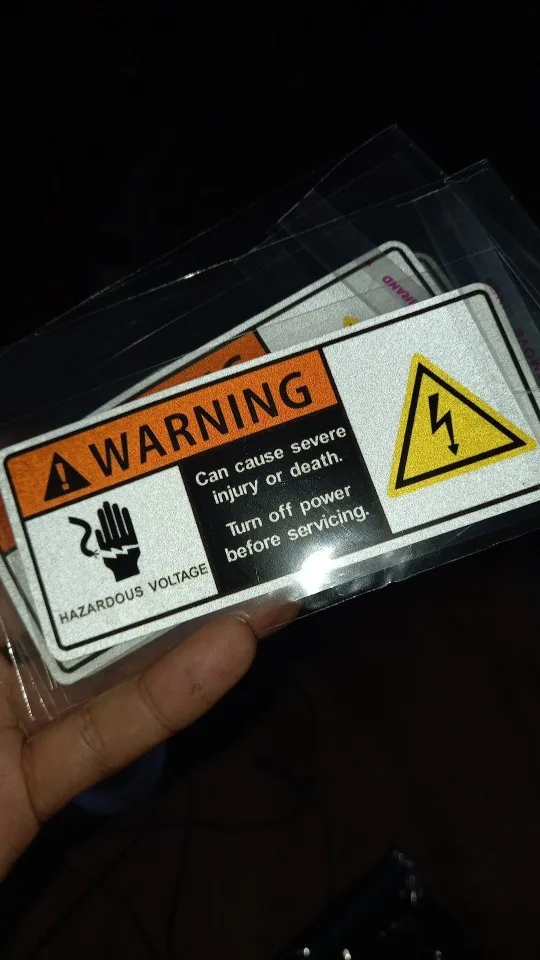 WARNING
Can cause severe
injury or death.
Turn off power
before servicing.
HAZARDOUS VOLTAGE